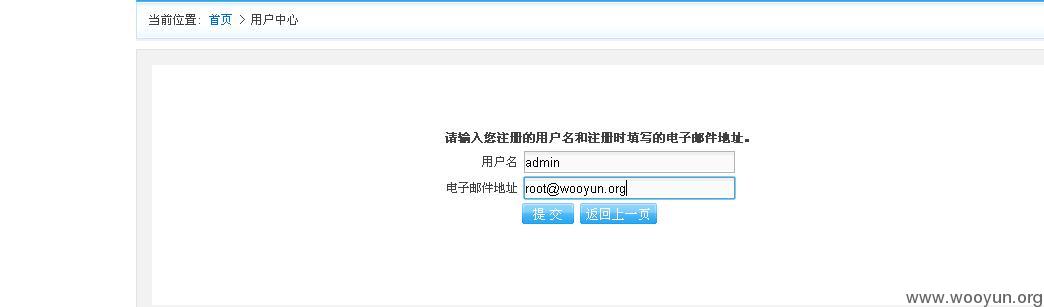 当前位置: 首页 > 用户中心
请输入您注册的用户名和注册时填写的电子邮件地址。
用户名 admin
电子邮件地址 root@wooyun.org
提 交 返回上一页
www.wooyun.org